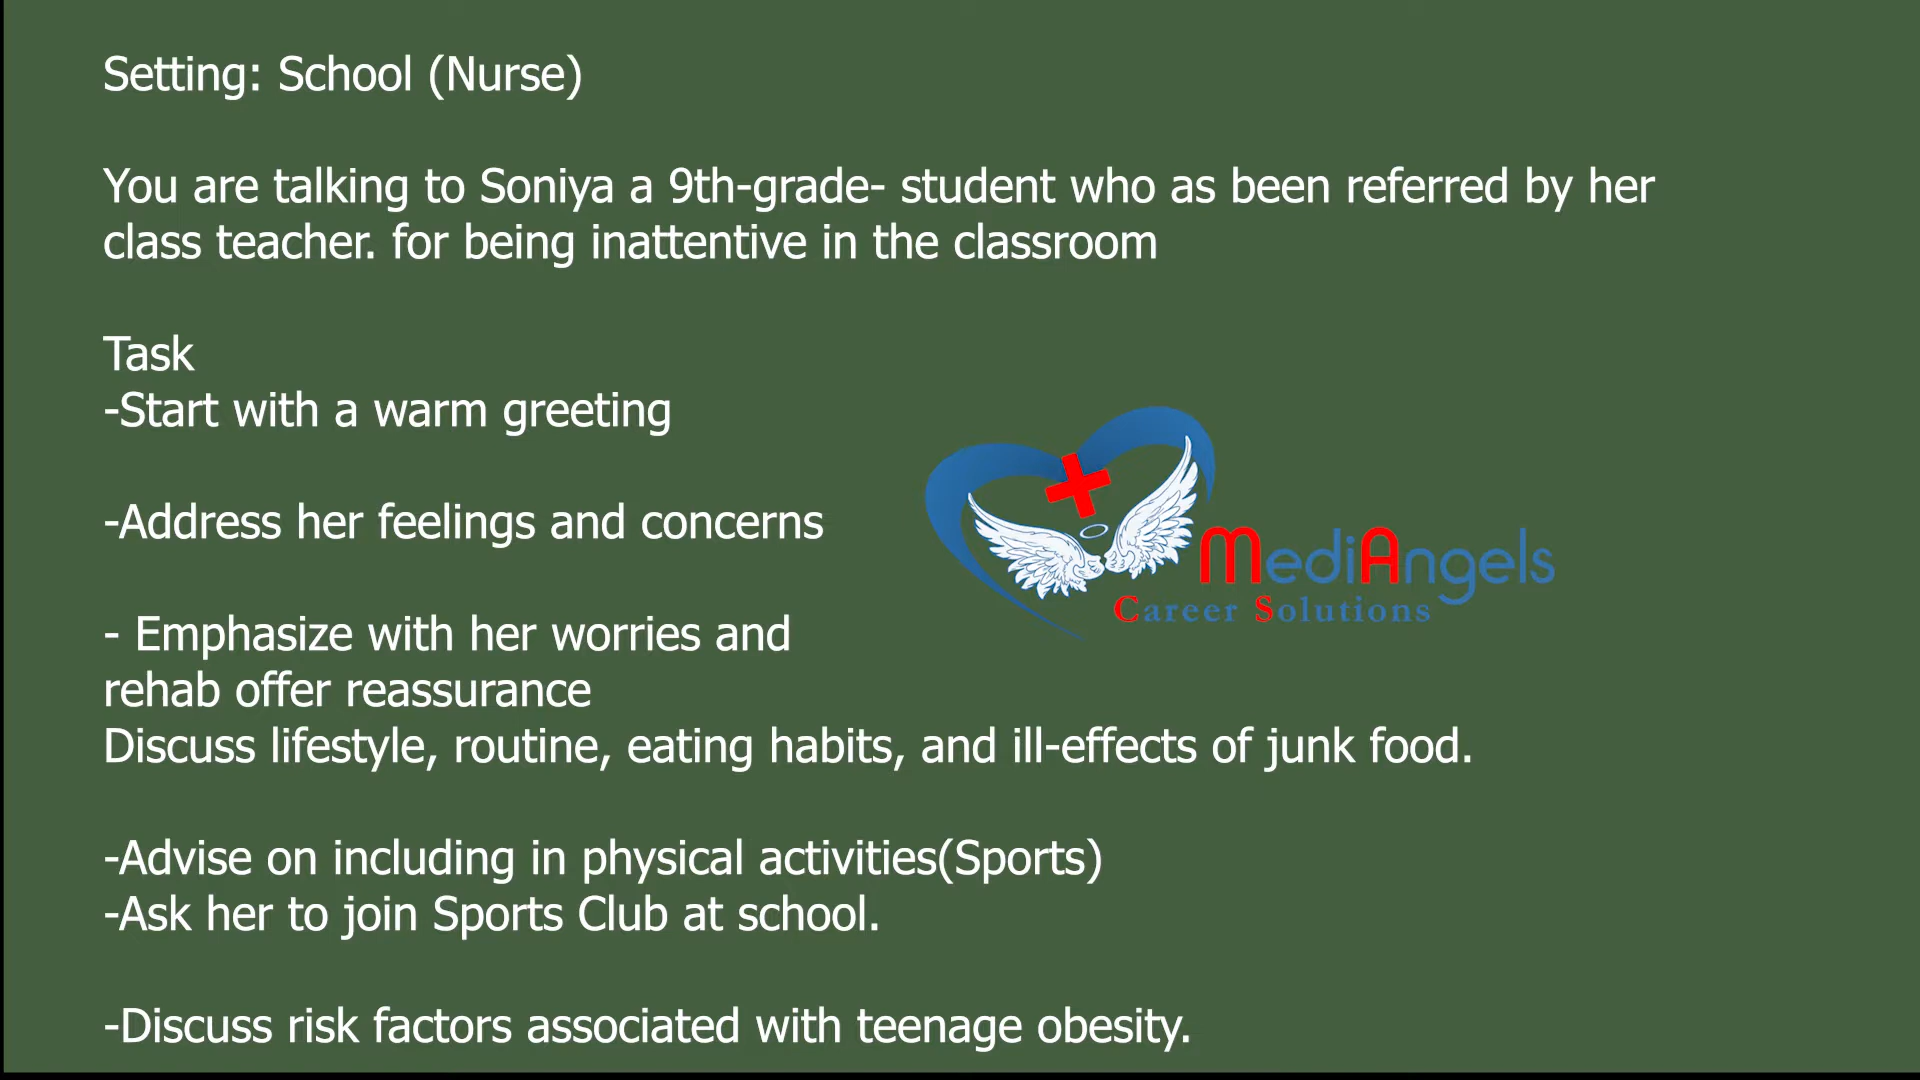 Setting: School (Nurse)
You are talking to Soniya a 9th-grade- student who as been referred by her
class teacher. for being inattentive in the classroom
Task
-Start with a warm greeting
-Address her feelings and concerns
- Emphasize with her worries and
rehab offer reassurance
Discuss lifestyle, routine, eating habits, and ill-effects of junk food.
-Advise on including in physical activities(Sports)
-Ask her to join Sports Club at school.
-Discuss risk factors associated with teenage obesity.
MediAngels
Career Solutions